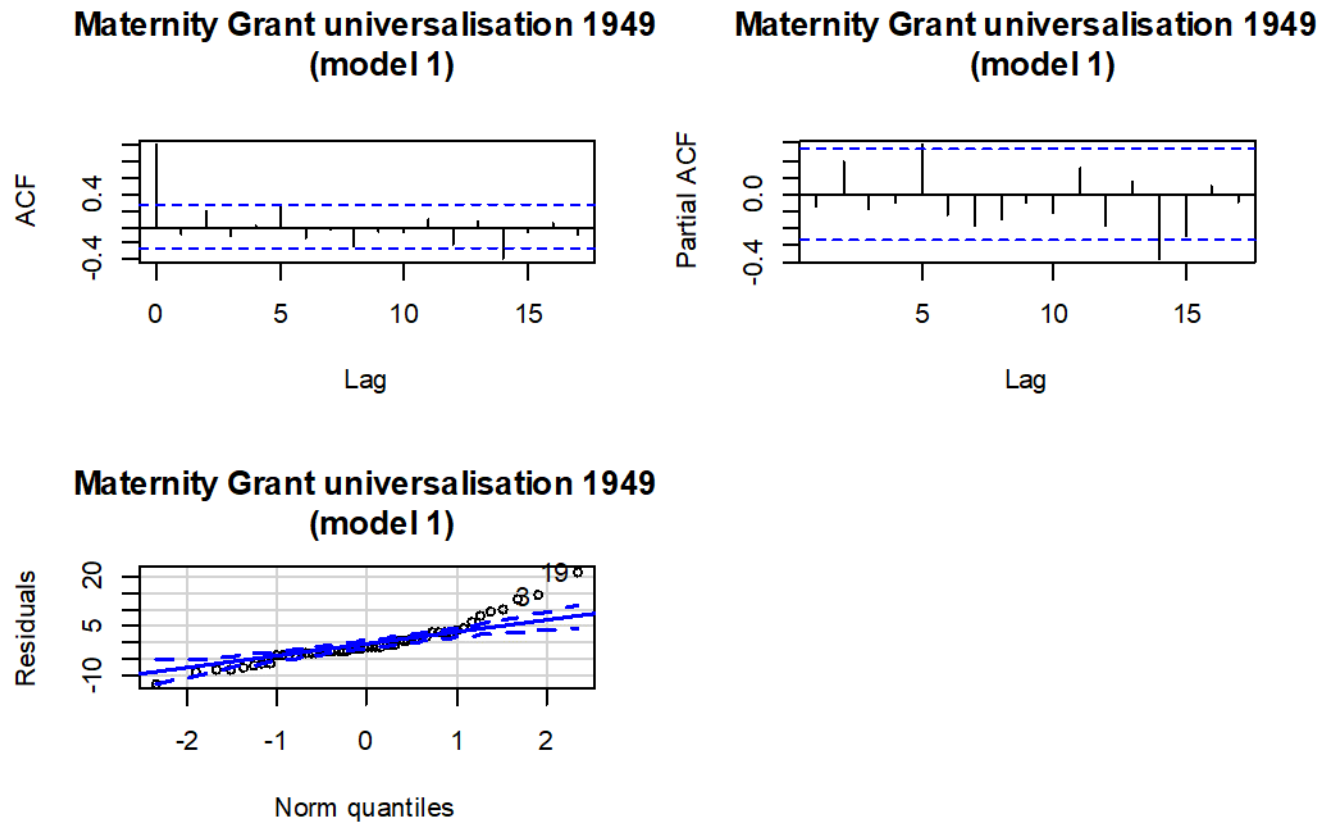 Maternity Grant universalisation 1949
(model 1)
ACF
0.4
-0.4
0 5 10 15
Lag
Maternity Grant universalisation 1949
(model 1)
Partial ACF
0.0
-0.4
5 10 15
Lag
Maternity Grant universalisation 1949
(model 1)
Residuals
20
5
-10
19
3
-2 -1 0 1 2
Norm quantiles